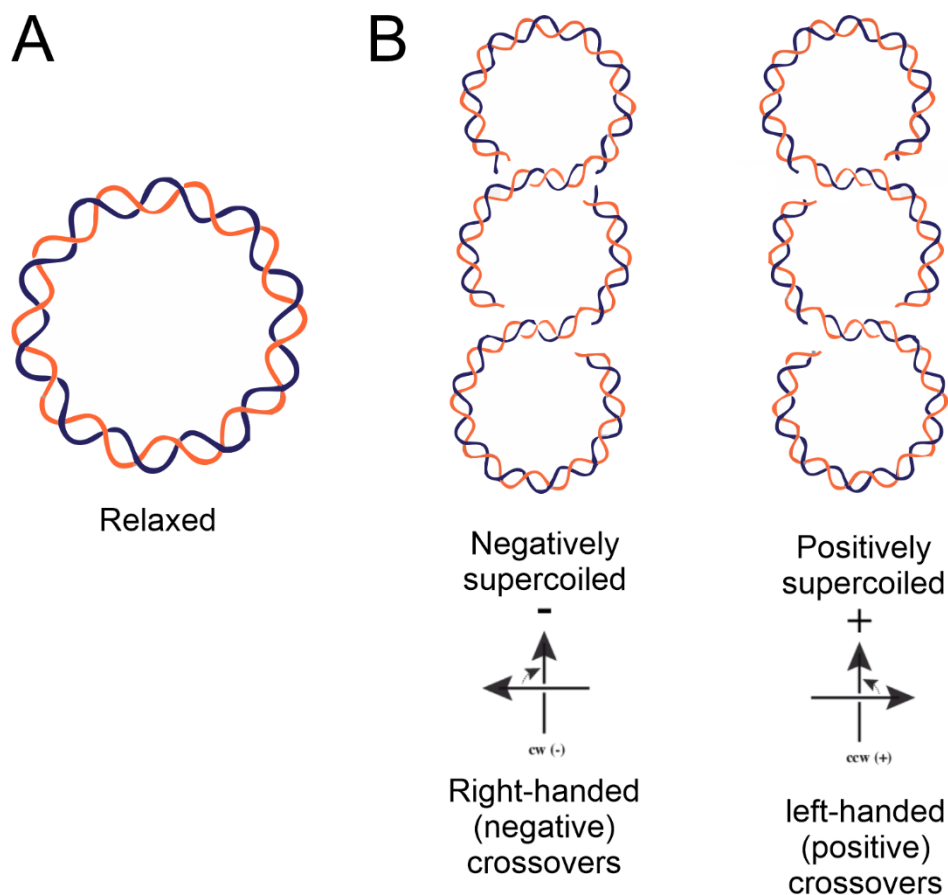 A
B
Relaxed
Negatively
supercoiled
-
cw (-)
Right-handed
(negative)
crossovers
Positively
supercoiled
+
ccw (+)
left-handed
(positive)
crossovers